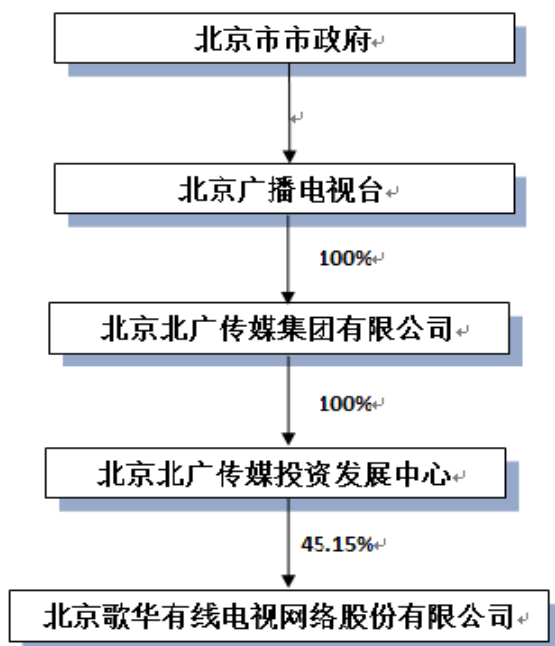 北京市市政府
北京广播电视台
100%
北京北广传媒集团有限公司
100%
北京北广传媒投资发展中心
45.15%
北京歌华有线电视网络股份有限公司